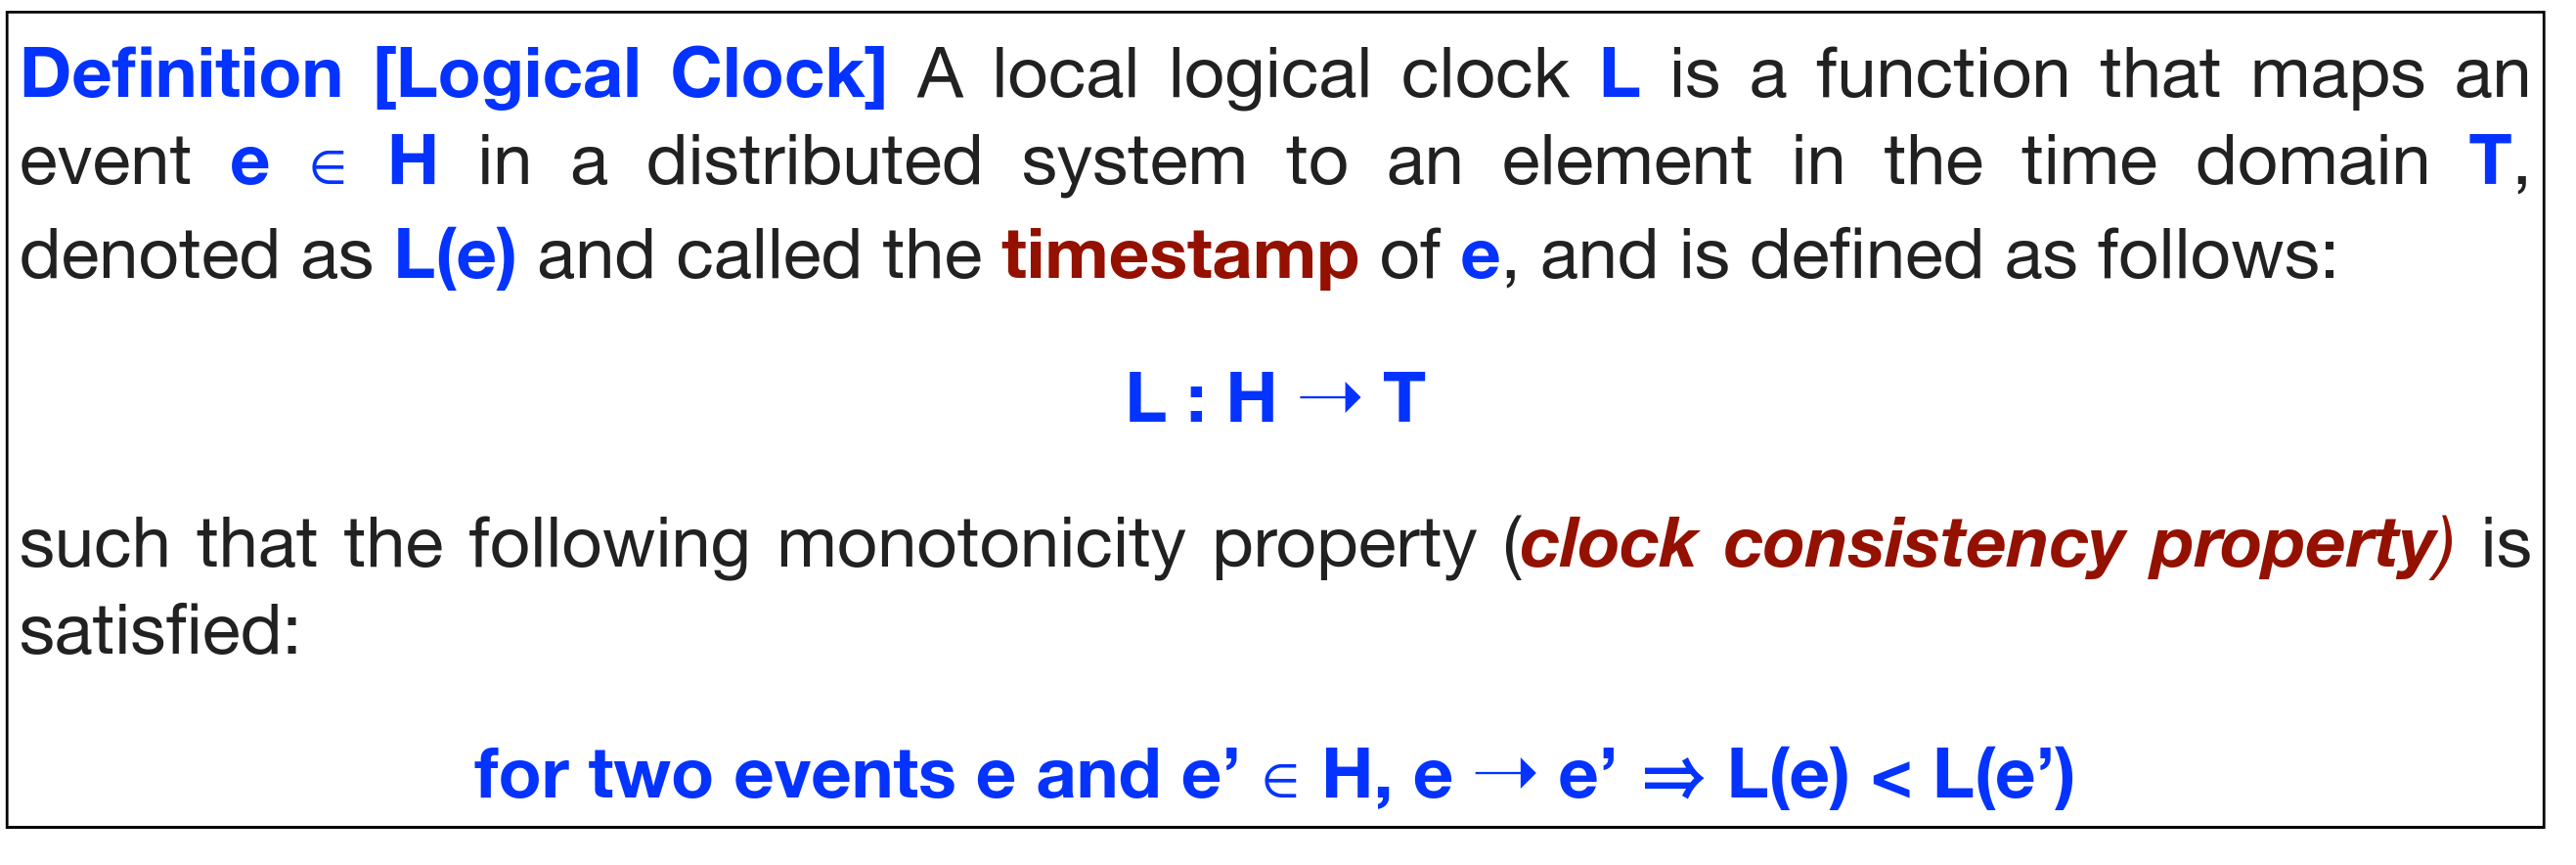 Definition [Logical Clock] A local logical clock L is a function that maps an
event e ∈ H in a distributed system to an element in the time domain T,
denoted as L(e) and called the timestamp of e, and is defined as follows:
L : H → T
such that the following monotonicity property (clock consistency property) is
satisfied:
for two events e and e’ ∈ H, e → e’ ⇒ L(e) < L(e’)